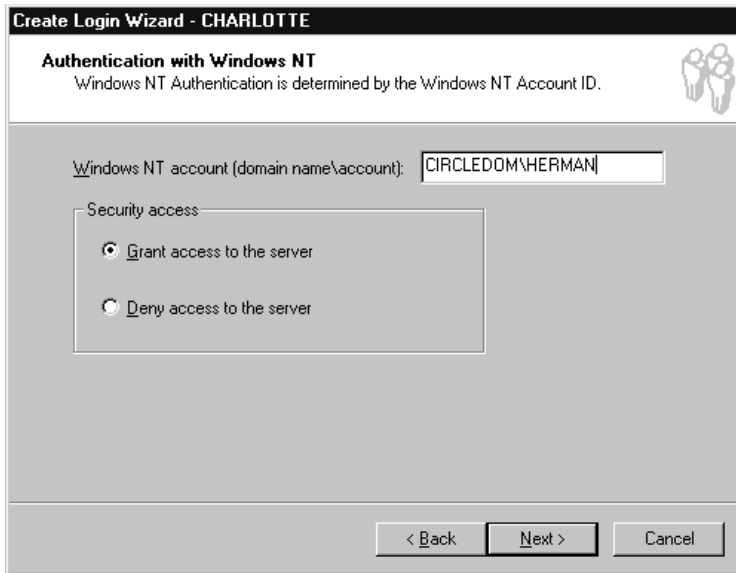 Create Login Wizard - CHARLOTTE
Authentication with Windows NT
Windows NT Authentication is determined by the Windows NT Account ID.
Windows NT account (domain name\account): CIRCLEDOM\HERMAN
Security access
Grant access to the server
Deny access to the server
< Back Next > Cancel